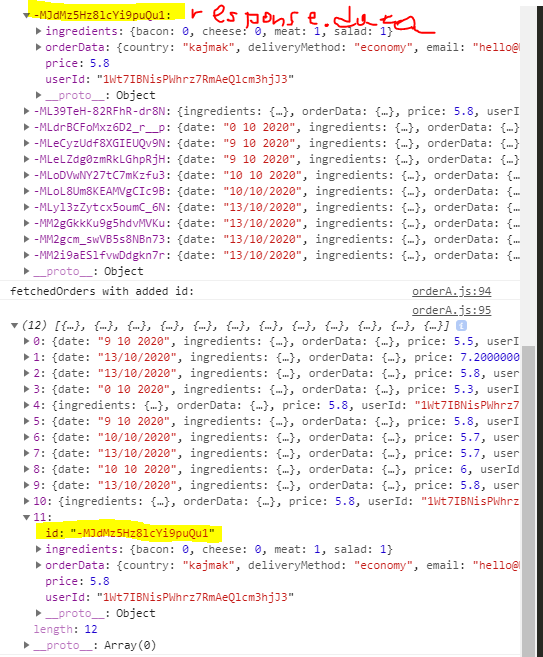 -MJdMz5Hz8lcYi9puQu1: response.data
ingredients: {bacon: 0, cheese: 0, meat: 1, salad: 1}
orderData: {country: "kajmak", deliveryMethod: "economy", email: "hello@
price: 5.8
userId: "1Wt7IBNisPWhrz7RmAeQlcm3hjJ3"
__proto__: Object
-ML39TeH-82RFhR-dr8N: {ingredients: {…}, orderData: {…}, price: 5.8, userI
-MLdrBCFoMxz6D2_r__p: {date: "0 10 2020", ingredients: {…}, orderData: {…},
-MLeCyzUdf8XGIEUQv9N: {date: "9 10 2020", ingredients: {…}, orderData: {…},
-MLeLZdg0zmRkLGhpRjH: {date: "9 10 2020", ingredients: {…}, orderData: {…},
-MLoDVwNY27tC7mKzfu3: {date: "10 10 2020", ingredients: {…}, orderData: {…}
-MLoL8Um8KEAMVgCIc9B: {date: "10/10/2020", ingredients: {…}, orderData: {…}
-MLyl3zZytcx5oumC_6N: {date: "13/10/2020", ingredients: {…}, orderData: {…}
-MM2gGkkKu9g5hdvMVKu: {date: "13/10/2020", ingredients: {…}, orderData: {…}
-MM2gcm_swVB5s8NBn73: {date: "13/10/2020", ingredients: {…}, orderData: {…}
-MM2i9aESlfvwDdgkn7r: {date: "13/10/2020", ingredients: {…}, orderData: {…}
__proto__: Object
fetchedOrders with added id: orderA.js:94
orderA.js:95
(12) [{…}, {…}, {…}, {…}, {…}, {…}, {…}, {…}, {…}, {…}, {…}, {…}]
0: {date: "9 10 2020", ingredients: {…}, orderData: {…}, price: 5.5, userI
1: {date: "13/10/2020", ingredients: {…}, orderData: {…}, price: 7.2000000
2: {date: "13/10/2020", ingredients: {…}, orderData: {…}, price: 5.8, userI
3: {date: "0 10 2020", ingredients: {…}, orderData: {…}, price: 5.3, userI
4: {ingredients: {…}, orderData: {…}, price: 5.8, userId: "1Wt7IBNisPWhrz7
5: {date: "9 10 2020", ingredients: {…}, orderData: {…}, price: 5.8, userI
6: {date: "10/10/2020", ingredients: {…}, orderData: {…}, price: 5.7, user
7: {date: "13/10/2020", ingredients: {…}, orderData: {…}, price: 5.7, user
8: {date: "10 10 2020", ingredients: {…}, orderData: {…}, price: 6, userId
9: {date: "13/10/2020", ingredients: {…}, orderData: {…}, price: 5.8, user
10: {ingredients: {…}, orderData: {…}, price: 5.8, userId: "1Wt7IBNisPWhrz
11:
id: "-MJdMz5Hz8lcYi9puQu1"
ingredients: {bacon: 0, cheese: 0, meat: 1, salad: 1}
orderData: {country: "kajmak", deliveryMethod: "economy", email: "hello@
price: 5.8
userId: "1Wt7IBNisPWhrz7RmAeQlcm3hjJ3"
__proto__: Object
length: 12
__proto__: Array(0)